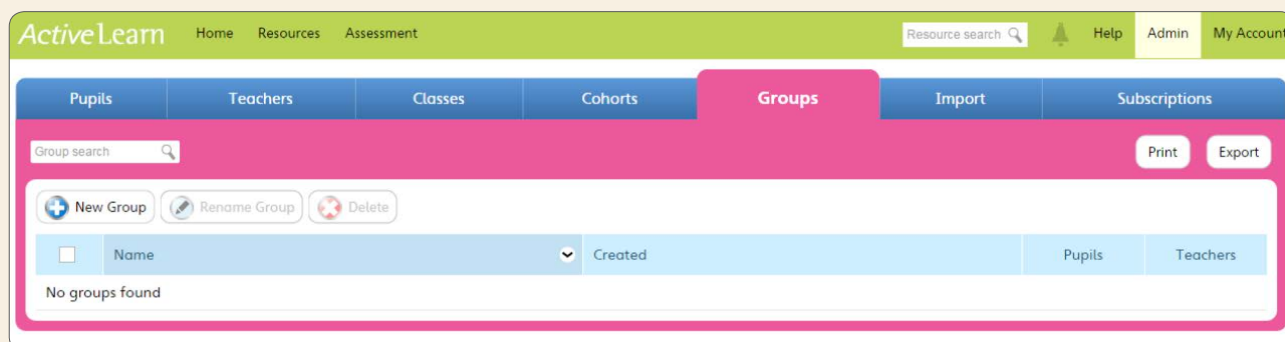 ActiveLearn Home Resources Assessment Resource search Help Admin My Account
Pupils Teachers Classes Cohorts Groups Import Subscriptions
Group search Print Export
New Group Rename Group Delete
Name Created Pupils Teachers
No groups found